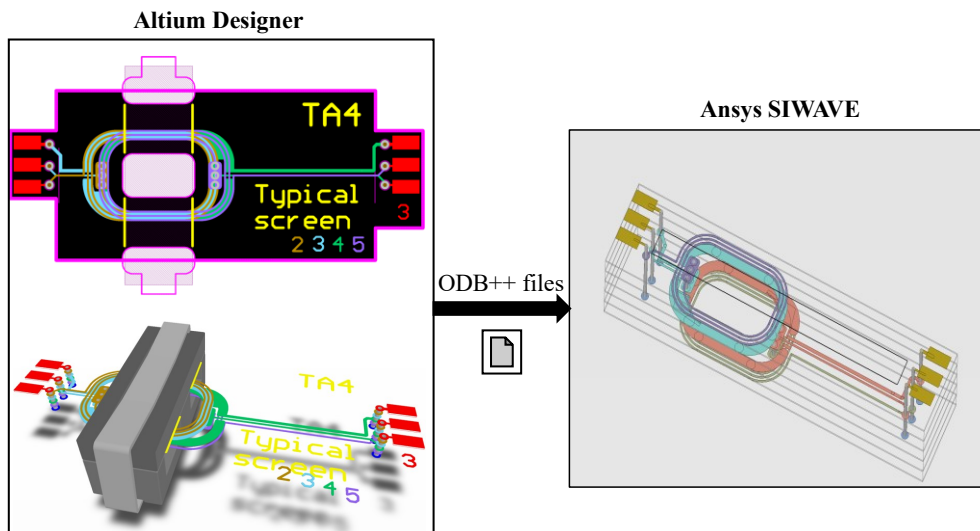 Altium Designer
TA4
Typical
screen
2 3 4 5
3
ODB++ files
Ansys SIWAVE
TA4
Typical
screen
2 3 4 5
3